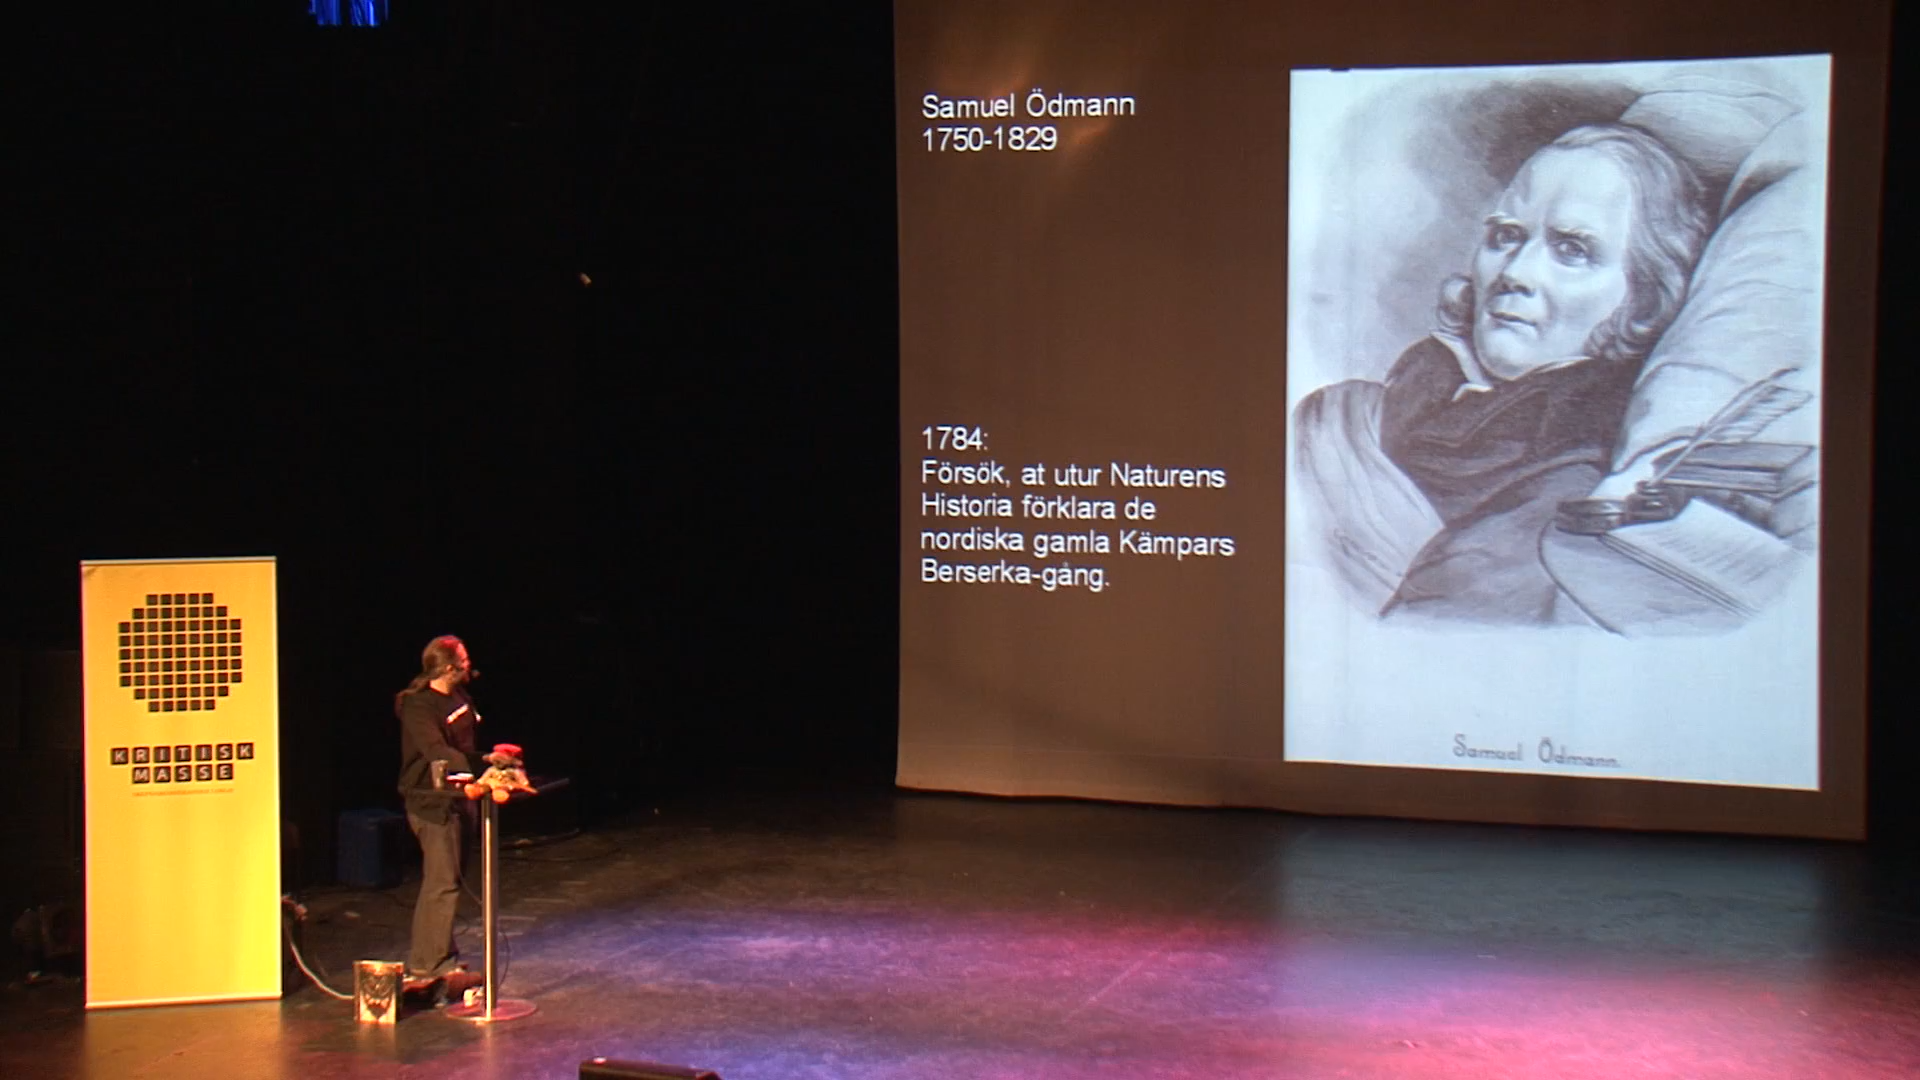 Samuel Ödmann
1750-1829
1784:
Försök, at utur Naturens
Historia förklara de
nordiska gamla Kämpars
Berserka-gång.
Samuel Ödmann.
KRITISK
MASSE